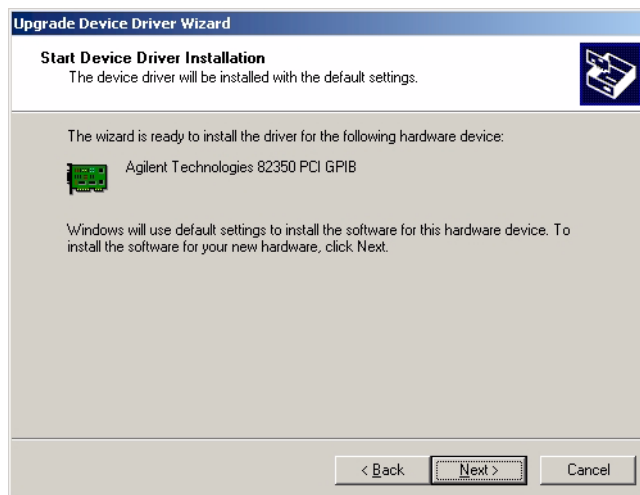 Upgrade Device Driver Wizard
Start Device Driver Installation
The device driver will be installed with the default settings.
The wizard is ready to install the driver for the following hardware device:
Agilent Technologies 82350 PCI GPIB
Windows will use default settings to install the software for this hardware device. To
install the software for your new hardware, click Next.
< Back
Next >
Cancel